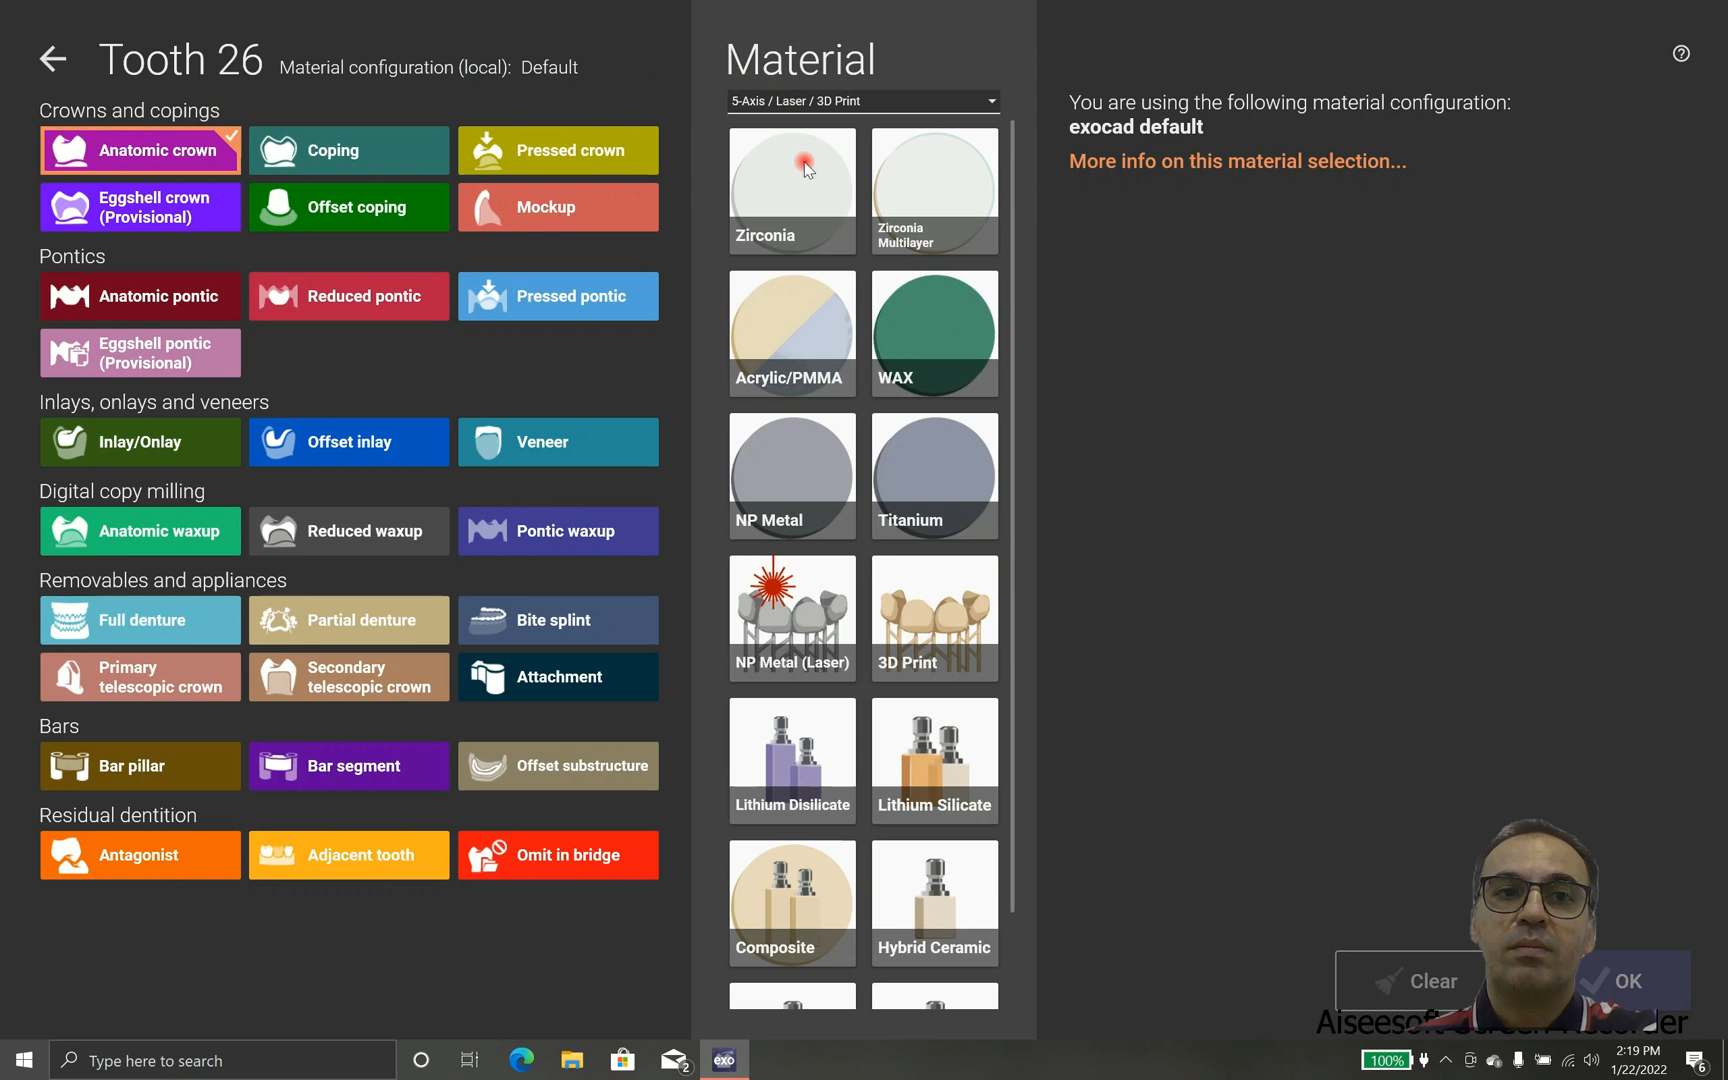 Tooth 26 Material configuration (local): Default
Crowns and copings
Anatomic crown
Coping
Pressed crown
Eggshell crown
(Provisional)
Offset coping
Mockup
Pontics
Anatomic pontic
Reduced pontic
Pressed pontic
Eggshell pontic
(Provisional)
Inlays, onlays and veneers
Inlay/Onlay
Offset inlay
Veneer
Digital copy milling
Anatomic waxup
Reduced waxup
Pontic waxup
Removables and appliances
Full denture
Partial denture
Bite splint
Primary
telescopic crown
Secondary
telescopic crown
Attachment
Bars
Bar pillar
Bar segment
Offset substructure
Residual dentition
Antagonist
Adjacent tooth
Omit in bridge
Material
5-Axis / Laser / 3D Print
Zirconia
Zirconia
Multilayer
Acrylic/PMMA
WAX
NP Metal
Titanium
NP Metal (Laser)
3D Print
Lithium Disilicate
Lithium Silicate
Composite
Hybrid Ceramic
?
You are using the following material configuration:
exocad default
More info on this material selection...
Clear
OK
Aiseesoft Screen Recorder
Type here to search
2
exo
100%
2:19 PM
1/22/2022
6